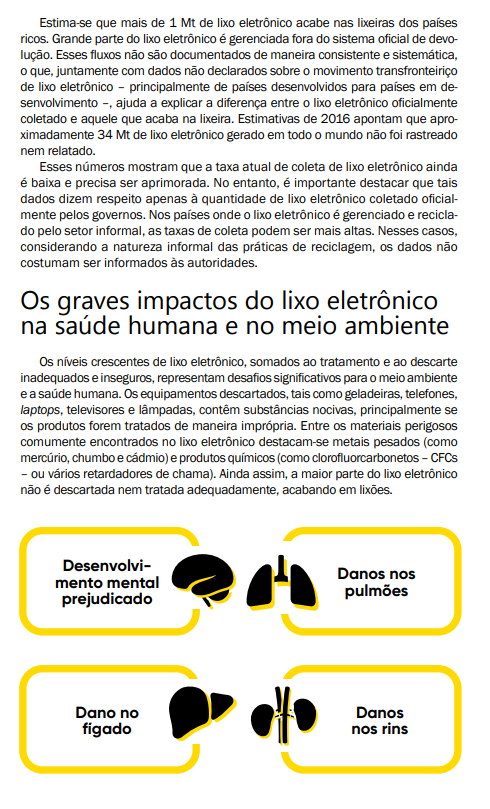 Estima-se que mais de 1 Mt de lixo eletrônico acabe nas lixeiras dos países
ricos. Grande parte do lixo eletrônico é gerenciada fora do sistema oficial de devo-
lução. Esses fluxos não são documentados de maneira consistente e sistemática,
o que, juntamente com dados não declarados sobre o movimento transfronteiriço
de lixo eletrônico – principalmente de países desenvolvidos para países em de-
senvolvimento –, ajuda a explicar a diferença entre o lixo eletrônico oficialmente
coletado e aquele que acaba na lixeira. Estimativas de 2016 apontam que apro-
ximadamente 34 Mt de lixo eletrônico gerado em todo o mundo não foi rastreado
nem relatado.
Esses números mostram que a taxa atual de coleta de lixo eletrônico ainda
é baixa e precisa ser aprimorada. No entanto, é importante destacar que tais
dados dizem respeito apenas à quantidade de lixo eletrônico coletado oficial-
mente pelos governos. Nos países onde o lixo eletrônico é gerenciado e recicla-
do pelo setor informal, as taxas de coleta podem ser mais altas. Nesses casos,
considerando a natureza informal das práticas de reciclagem, os dados não
costumam ser informados às autoridades.
Os graves impactos do lixo eletrônico
na saúde humana e no meio ambiente
Os níveis crescentes de lixo eletrônico, somados ao tratamento e ao descarte
inadequados e inseguros, representam desafios significativos para o meio ambiente
e a saúde humana. Os equipamentos descartados, tais como geladeiras, telefones,
laptops, televisores e lâmpadas, contêm substâncias nocivas, principalmente se
os produtos forem tratados de maneira imprópria. Entre os materiais perigosos
comumente encontrados no lixo eletrônico destacam-se metais pesados (como
mercúrio, chumbo e cádmio) e produtos químicos (como clorofluorcarbonetos – CFCs
– ou vários retardadores de chama). Ainda assim, a maior parte do lixo eletrônico
não é descartada nem tratada adequadamente, acabando em lixões.
Desenvolvi-
mento mental
prejudicado
Danos nos
pulmões
Dano no
fígado
Danos
nos rins